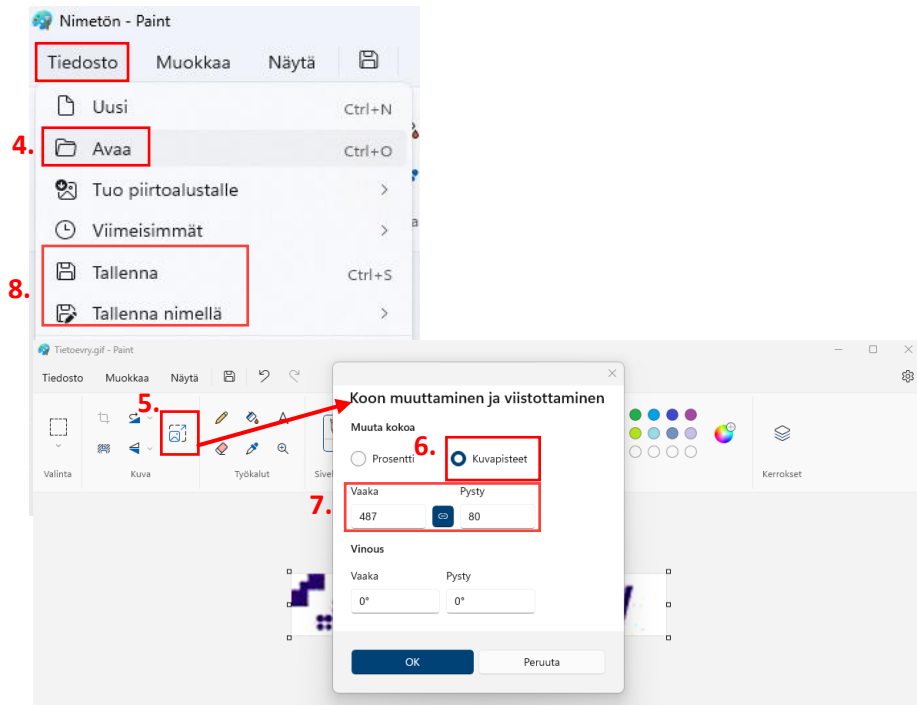 Nimetön - Paint
Tiedosto Muokkaa Näytä
Uusi Ctrl+N
4. Avaa Ctrl+O
Tuo piirtoalustalle
Viimeisimmät
8. Tallenna Ctrl+S
Tallenna nimellä
Tietoevry.gif - Paint
Tiedosto Muokkaa Näytä
5.
Valinta Kuva Työkalut Kerrokset
Koon muuttaminen ja viistottaminen
Muuta kokoa
6.
Prosentti Kuvapisteet
7.
Vaaka Pysty
487 80
Vinous
Vaaka Pysty
0° 0°
OK Peruuta